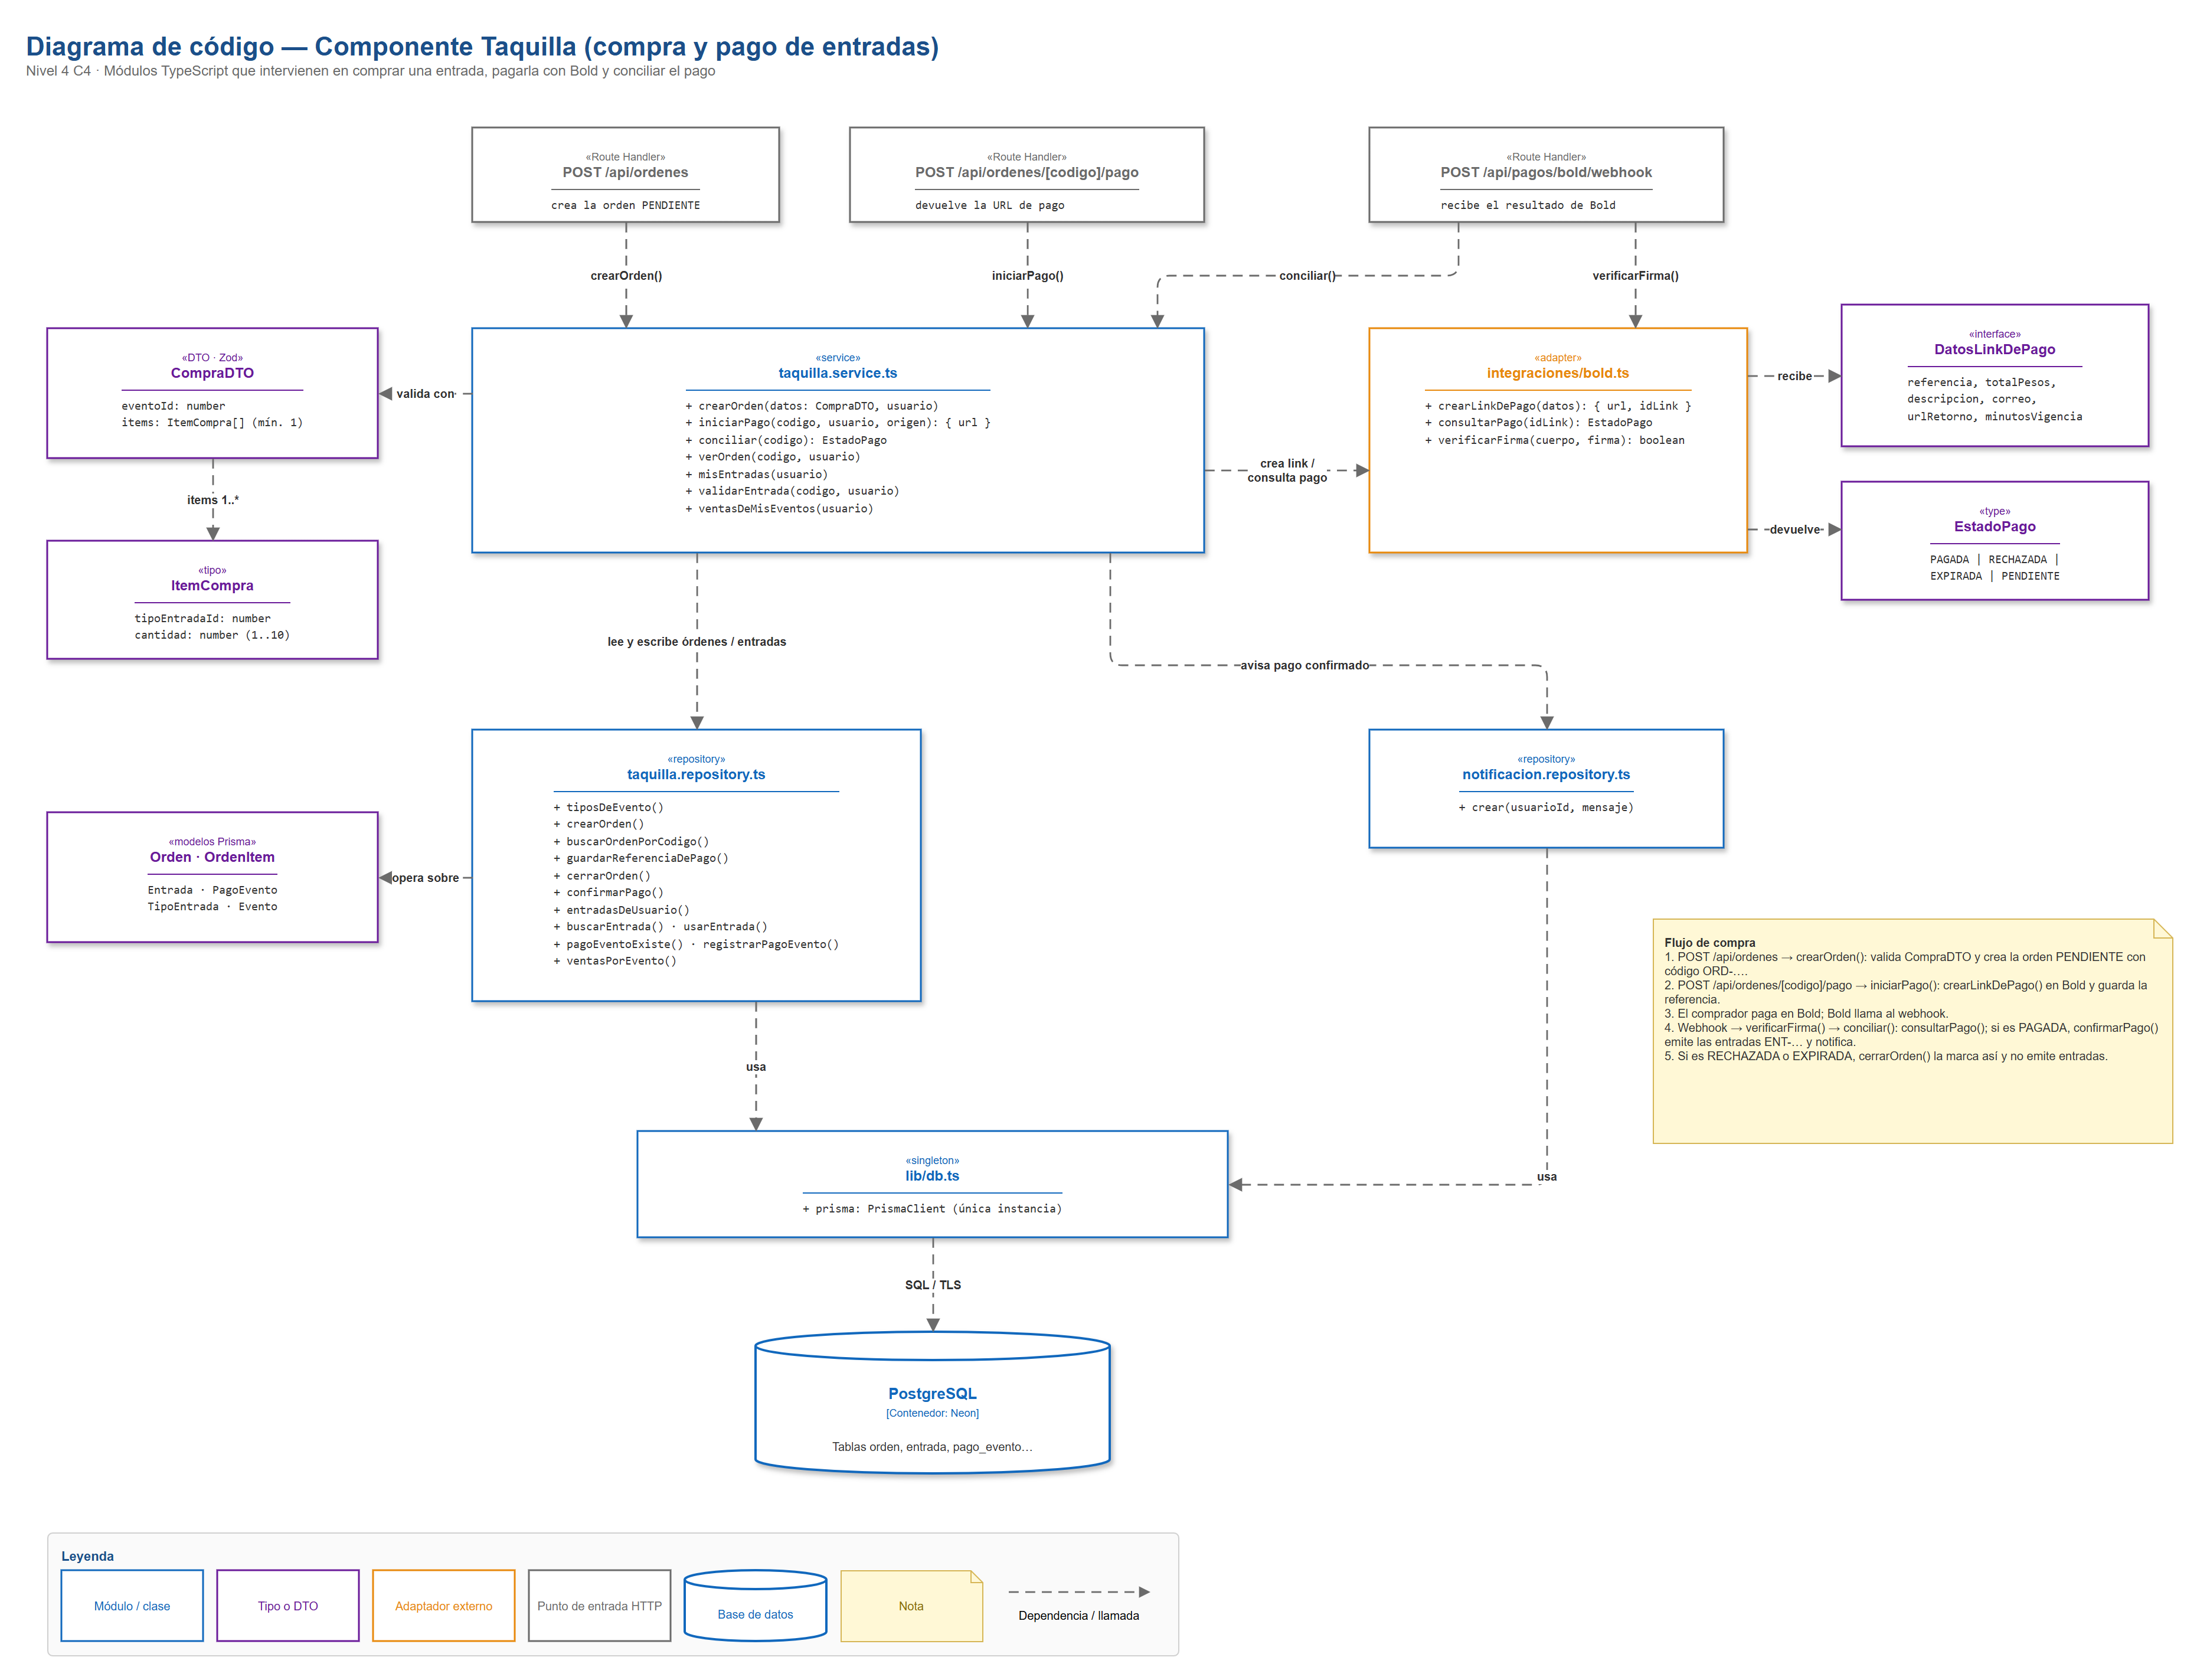 Diagrama de código — Componente Taquilla (compra y pago de entradas)
Nivel 4 C4 · Módulos TypeScript que intervienen en comprar una entrada, pagarla con Bold y conciliar el pago
«Route Handler»
POST /api/ordenes
crea la orden PENDIENTE
«Route Handler»
POST /api/ordenes/[codigo]/pago
devuelve la URL de pago
«Route Handler»
POST /api/pagos/bold/webhook
recibe el resultado de Bold
crearOrden()
iniciarPago()
conciliar()
verificarFirma()
«DTO · Zod»
CompraDTO
eventoId: number
items: ItemCompra[] (mín. 1)
valida con
«service»
taquilla.service.ts
+ crearOrden(datos: CompraDTO, usuario)
+ iniciarPago(codigo, usuario, origen): { url }
+ conciliar(codigo): EstadoPago
+ verOrden(codigo, usuario)
+ misEntradas(usuario)
+ validarEntrada(codigo, usuario)
+ ventasDeMisEventos(usuario)
crea link /
consulta pago
«adapter»
integraciones/bold.ts
+ crearLinkDePago(datos): { url, idLink }
+ consultarPago(idLink): EstadoPago
+ verificarFirma(cuerpo, firma): boolean
recibe
«interface»
DatosLinkDePago
referencia, totalPesos,
descripcion, correo,
urlRetorno, minutosVigencia
devuelve
«type»
EstadoPago
PAGADA | RECHAZADA |
EXPIRADA | PENDIENTE
items 1..*
«tipo»
ItemCompra
tipoEntradaId: number
cantidad: number (1..10)
lee y escribe órdenes / entradas
avisa pago confirmado
«repository»
taquilla.repository.ts
+ tiposDeEvento()
+ crearOrden()
+ buscarOrdenPorCodigo()
+ guardarReferenciaDePago()
+ cerrarOrden()
+ confirmarPago()
+ entradasDeUsuario()
+ buscarEntrada() · usarEntrada()
+ pagoEventoExiste() · registrarPagoEvento()
+ ventasPorEvento()
«repository»
notificacion.repository.ts
+ crear(usuarioId, mensaje)
«modelos Prisma»
Orden · OrdenItem
Entrada · PagoEvento
TipoEntrada · Evento
opera sobre
Flujo de compra
1. POST /api/ordenes → crearOrden(): valida CompraDTO y crea la orden PENDIENTE con
código ORD-….
2. POST /api/ordenes/[codigo]/pago → iniciarPago(): crearLinkDePago() en Bold y guarda la
referencia.
3. El comprador paga en Bold; Bold llama al webhook.
4. Webhook → verificarFirma() → conciliar(): consultarPago(); si es PAGADA, confirmarPago()
emite las entradas ENT-… y notifica.
5. Si es RECHAZADA o EXPIRADA, cerrarOrden() la marca así y no emite entradas.
usa
usa
«singleton»
lib/db.ts
+ prisma: PrismaClient (única instancia)
SQL / TLS
PostgreSQL
[Contenedor: Neon]
Tablas orden, entrada, pago_evento…
Leyenda
Módulo / clase
Tipo o DTO
Adaptador externo
Punto de entrada HTTP
Base de datos
Nota
Dependencia / llamada